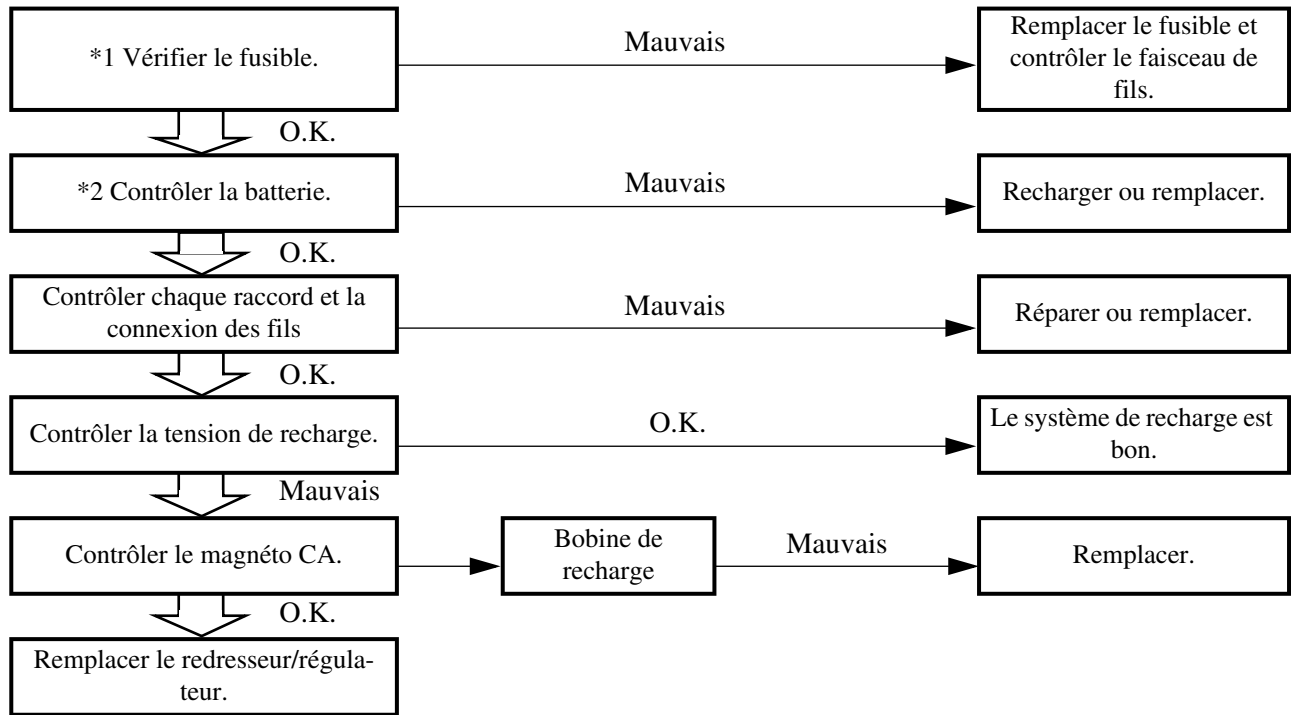 *1 Vérifier le fusible.
Mauvais
Remplacer le fusible et
contrôler le faisceau de
fils.
O.K.
*2 Contrôler la batterie.
Mauvais
Recharger ou remplacer.
O.K.
Contrôler chaque raccord et la
connexion des fils
Mauvais
Réparer ou remplacer.
O.K.
Contrôler la tension de recharge.
O.K.
Le système de recharge est
bon.
Mauvais
Contrôler le magnéto CA.
Bobine de
recharge
Mauvais
Remplacer.
O.K.
Remplacer le redresseur/régula-
teur.